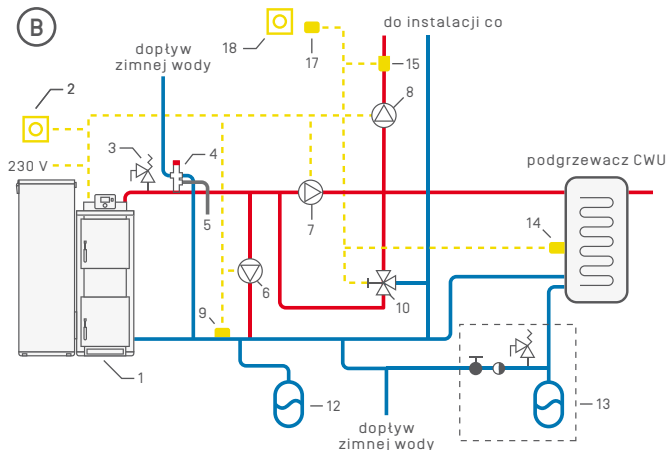 B
18
17
do instalacji co
15
dopływ
zimnej wody
2
8
3
4
230 V
podgrzewacz CWU
5
7
14
6
9
10
1
12
13
dopływ
zimnej wody